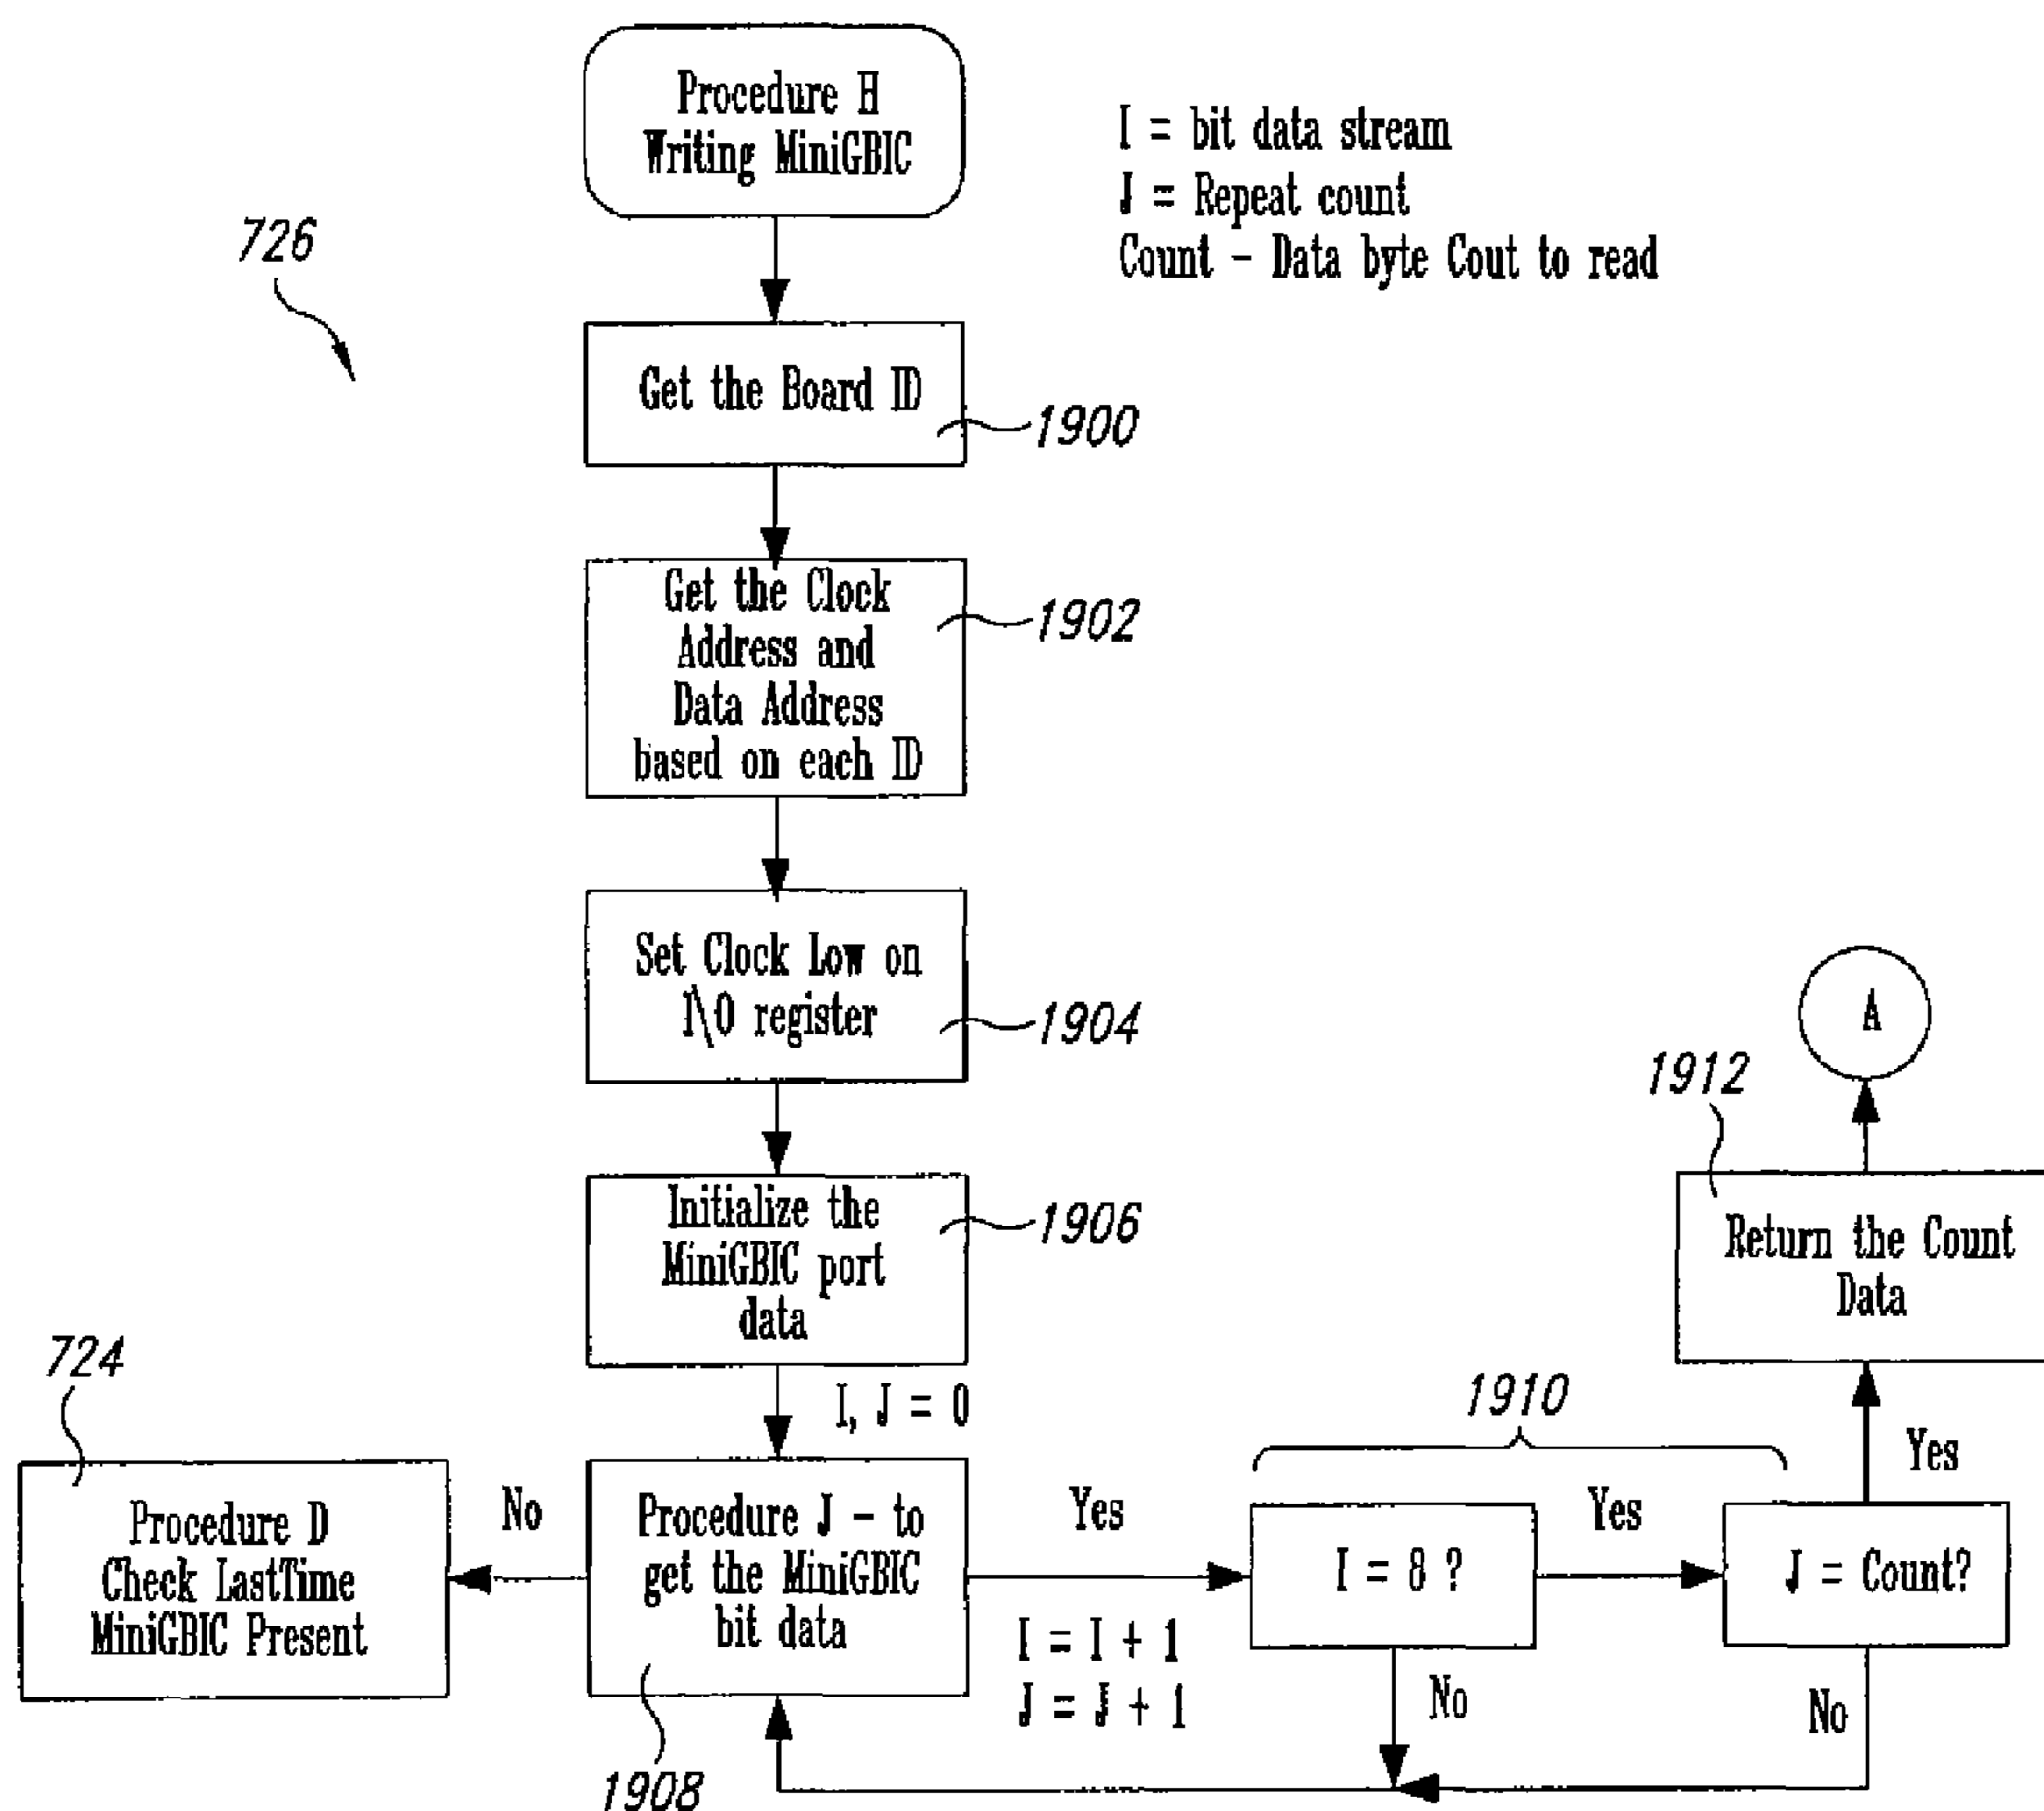 Procedure H
Writing MiniGBIC
I = bit data stream
J = Repeat count
Count - Data byte Cout to read
726
Get the Board ID
1900
Get the Clock
Address and
Data Address
based on each ID
1902
Set Clock Low on
I\O register
1904
A
1912
Initialize the
MiniGBIC port
data
1906
Return the Count
Data
724
I, J = 0
1910
Yes
Procedure D
Check LastTime
MiniGBIC Present
No
Procedure J - to
get the MiniGBIC
bit data
Yes
I = I + 1
J = J + 1
I = 8 ?
Yes
J = Count?
No
No
1908